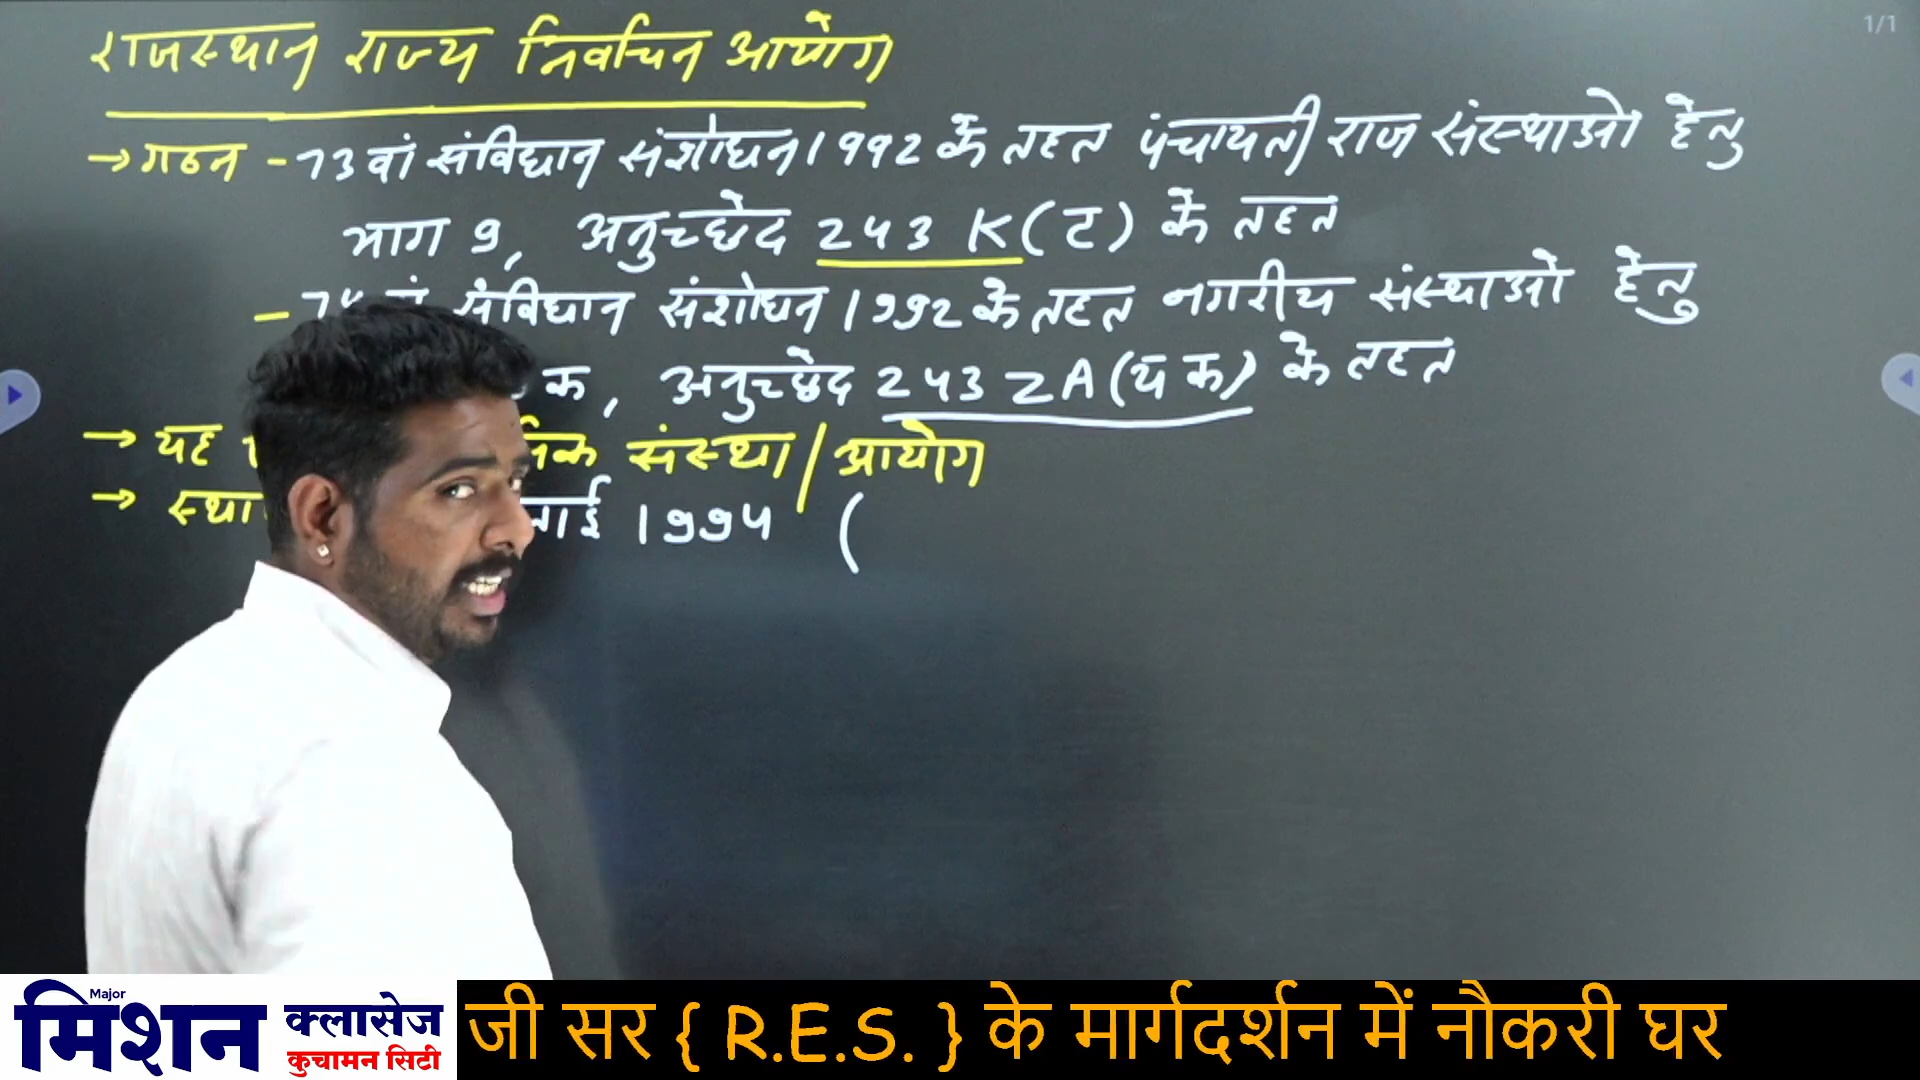 1/1
राजस्थान राज्य निर्वाचन आयोग
→ गठन - 73 वां संविधान संशोधन 1992 के तहत पंचायती राज संस्थाओं हेतु
भाग 9, अनुच्छेद 243 K (ट) के तहत
- संविधान संशोधन 1992 के तहत नगरीय संस्थाओं हेतु
क, अनुच्छेद 243 ZA (य क) के तहत
→ यह संस्था / आयोग
→ 1994 (
Major
मिशन क्लासेज
कुचामन सिटी
जी सर { R.E.S. } के मार्गदर्शन में नौकरी घर